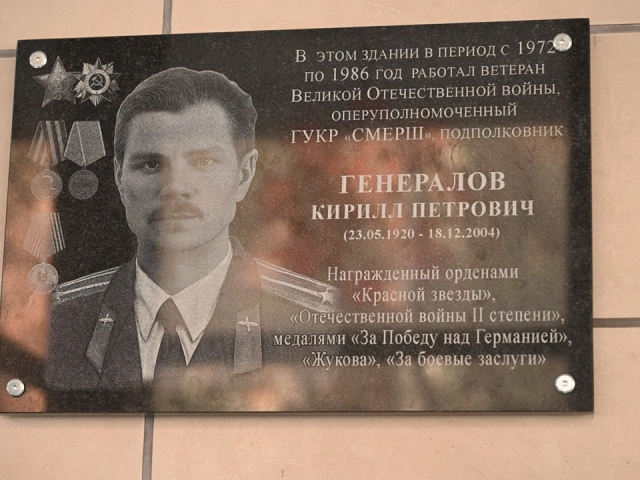 В ЭТОМ ЗДАНИИ В ПЕРИОД С 1972
ПО 1986 ГОД РАБОТАЛ ВЕТЕРАН
ВЕЛИКОЙ ОТЕЧЕСТВЕННОЙ ВОЙНЫ,
ОПЕРУПОЛНОМОЧЕННЫЙ
ГУКР «СМЕРШ», ПОДПОЛКОВНИК
ГЕНЕРАЛОВ
КИРИЛЛ ПЕТРОВИЧ
(23.05.1920 - 18.12.2004)
Награжденный орденами
«Красной звезды»,
«Отечественной войны II степени»,
медалями «За Победу над Германией»,
«Жукова», «За боевые заслуги»